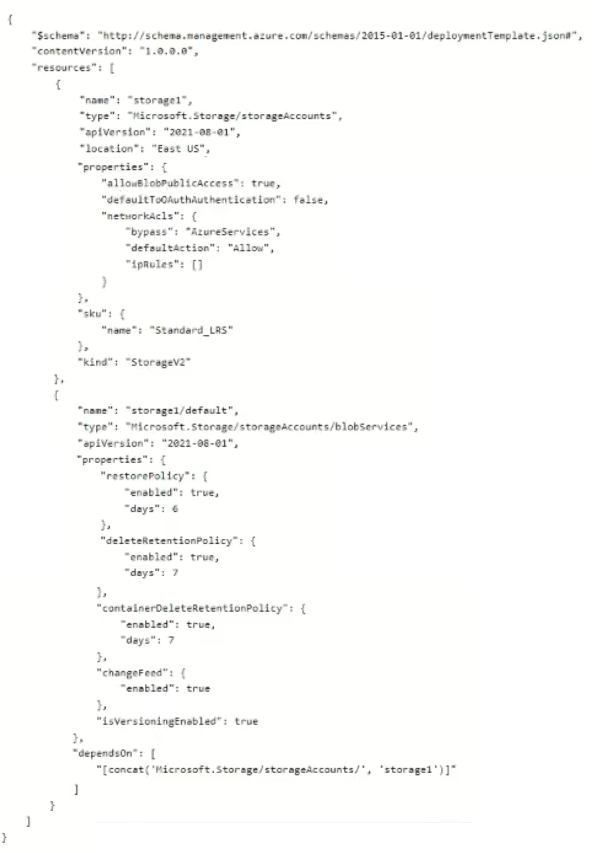 {
"$schema": "http://schema.management.azure.com/schemas/2015-01-01/deploymentTemplate.json#",
"contentVersion": "1.0.0.0",
"resources": [
{
"name": "storage1",
"type": "Microsoft.Storage/storageAccounts",
"apiVersion": "2021-08-01",
"location": "East US",
"properties": {
"allowBlobPublicAccess": true,
"defaultToOAuthAuthentication": false,
"networkAcls": {
"bypass": "AzureServices",
"defaultAction": "Allow",
"ipRules": []
}
},
"sku": {
"name": "Standard_LRS"
},
"kind": "StorageV2"
},
{
"name": "storage1/default",
"type": "Microsoft.Storage/storageAccounts/blobServices",
"apiVersion": "2021-08-01",
"properties": {
"restorePolicy": {
"enabled": true,
"days": 6
},
"deleteRetentionPolicy": {
"enabled": true,
"days": 7
},
"containerDeleteRetentionPolicy": {
"enabled": true,
"days": 7
},
"changeFeed": {
"enabled": true
},
"isVersioningEnabled": true
},
"dependsOn": [
"[concat('Microsoft.Storage/storageAccounts/', 'storage1')]"
]
}
]
}